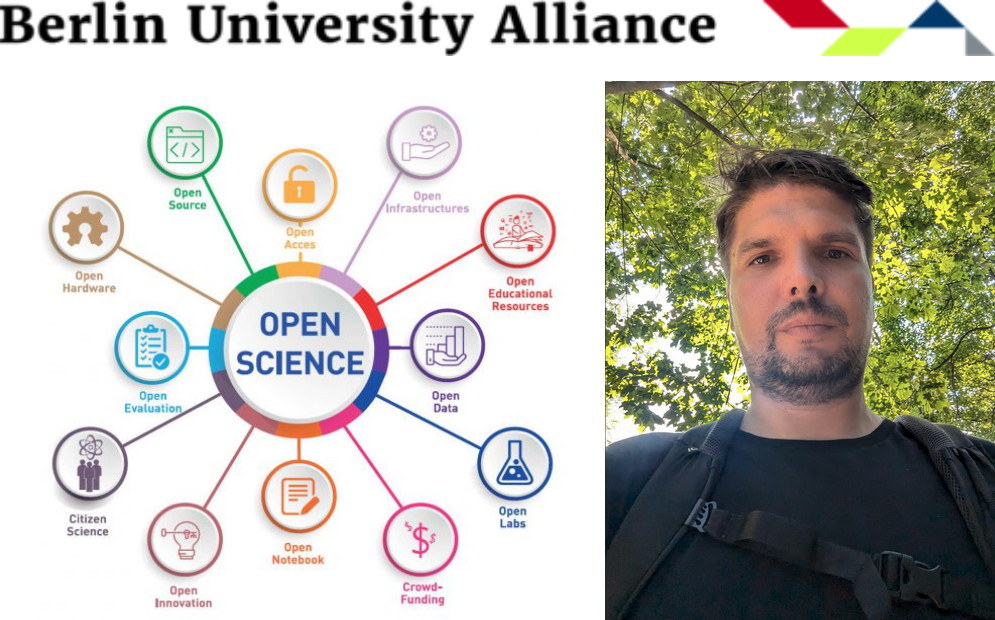 Berlin University Alliance
Open
Source
Open
Acces
Open
Infrastructures
Open
Hardware
Open
Educational
Resources
OPEN
SCIENCE
Open
Evaluation
Open
Data
Citizen
Science
Open
Labs
Open
Innovation
Open
Notebook
Crowd-
Funding